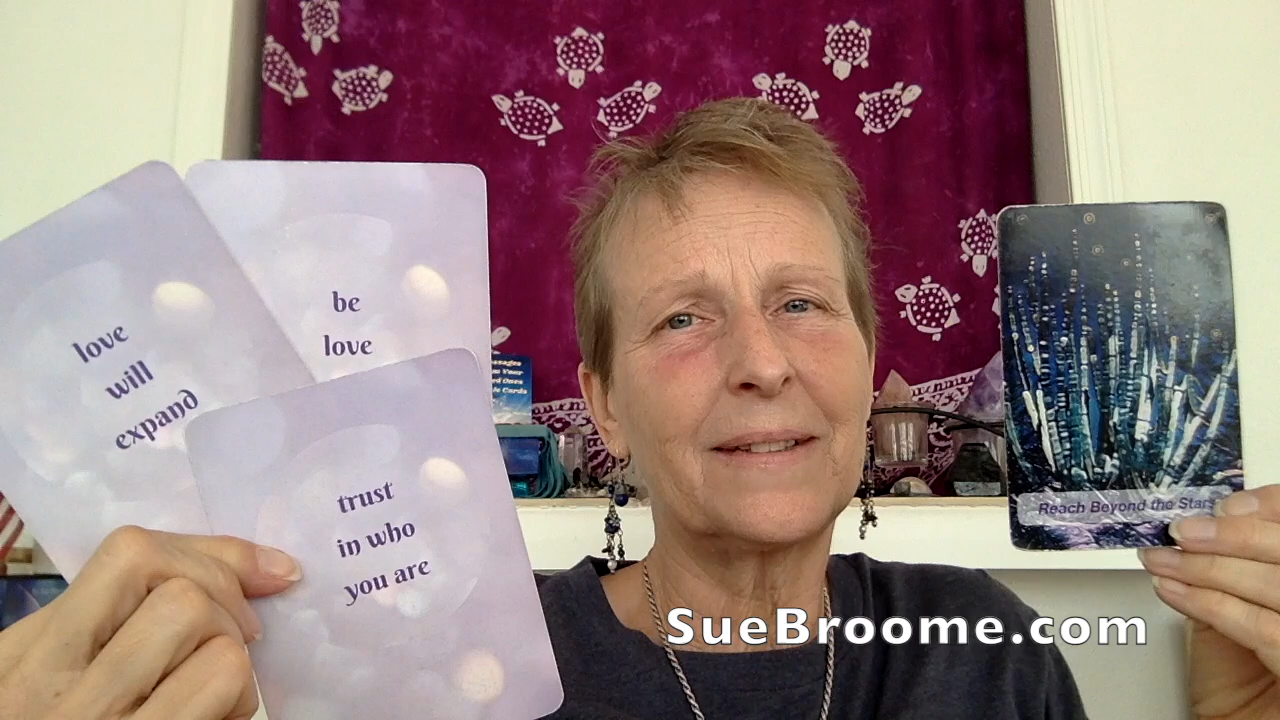 love
will
expand
be
love
trust
in who
you are
Reach Beyond the Stars
SueBroome.com